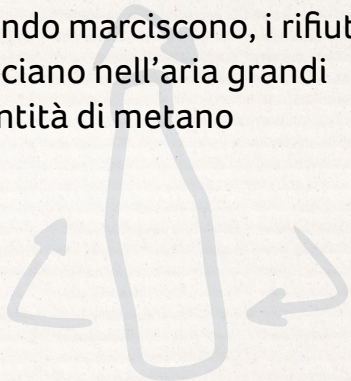 ndo marciscono, i rifiut
ciano nell'aria grandi
ntità di metano